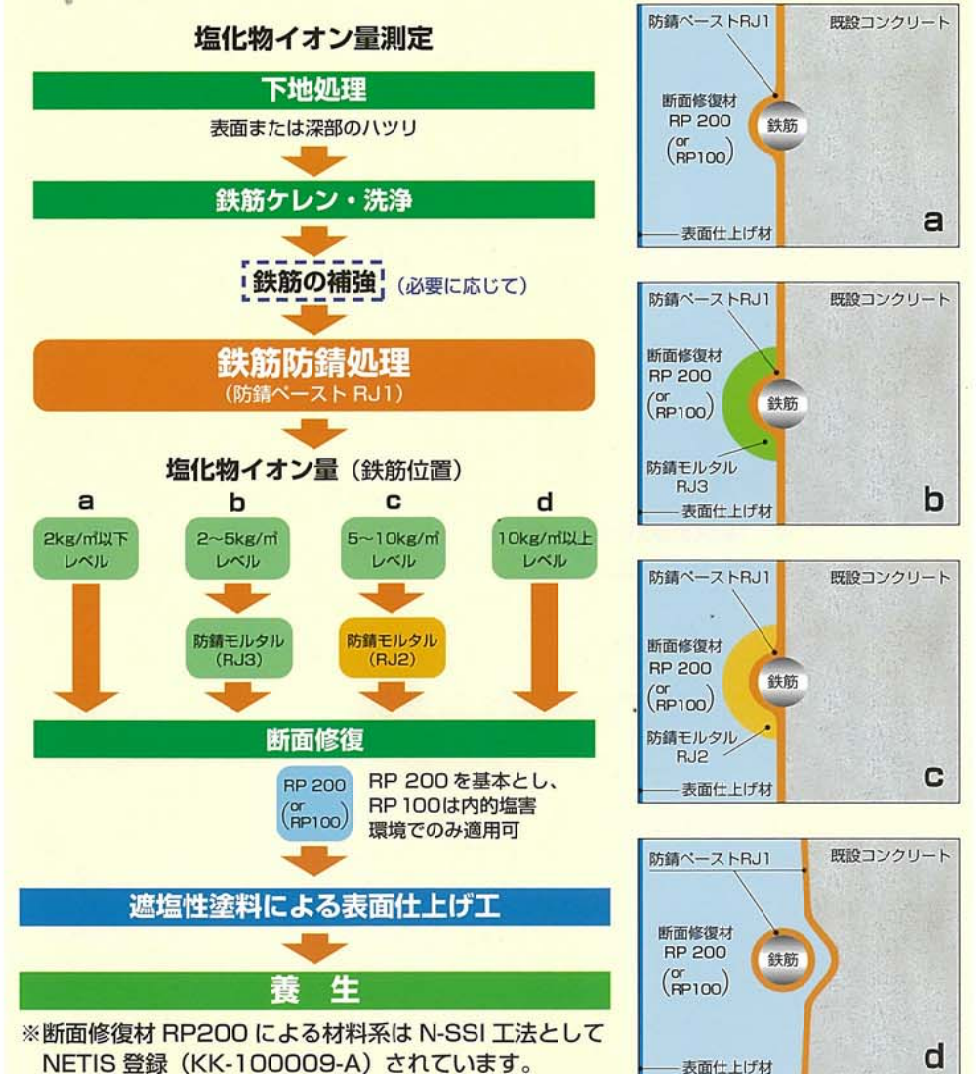 塩化物イオン量測定
下地処理
表面または深部のハツリ
鉄筋ケレン・洗浄
鉄筋の補強 (必要に応じて)
鉄筋防錆処理
(防錆ペースト RJ1)
塩化物イオン量 (鉄筋位置)
a b c d
2kg/㎥以下
レベル
2～5kg/㎥
レベル
5～10kg/㎥
レベル
10kg/㎥以上
レベル
防錆モルタル
(RJ3)
防錆モルタル
(RJ2)
断面修復
RP 200
(or RP100)
RP 200 を基本とし、
RP 100は内的塩害
環境でのみ適用可
遮塩性塗料による表面仕上げ工
養 生
※断面修復材 RP200 による材料系は N-SSI 工法として
NETIS 登録（KK-100009-A）されています。
防錆ペーストRJ1 既設コンクリート
断面修復材
RP 200
(or RP100)
鉄筋
表面仕上げ材
a
防錆ペーストRJ1 既設コンクリート
断面修復材
RP 200
(or RP100)
鉄筋
防錆モルタル
RJ3
表面仕上げ材
b
防錆ペーストRJ1 既設コンクリート
断面修復材
RP 200
(or RP100)
鉄筋
防錆モルタル
RJ2
表面仕上げ材
c
防錆ペーストRJ1 既設コンクリート
断面修復材
RP 200
(or RP100)
鉄筋
表面仕上げ材
d